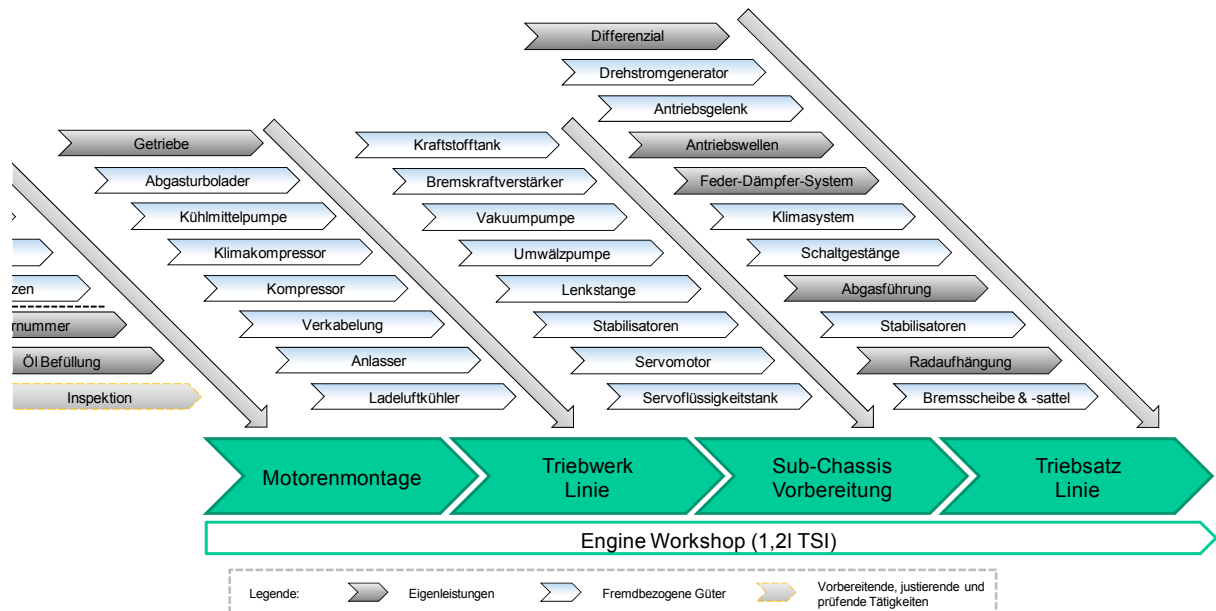 Differenzial
Drehstromgenerator
Antriebsgelenk
Antriebswellen
Feder-Dämpfer-System
Klimasystem
Schaltgestänge
Abgasführung
Stabilisatoren
Radaufhängung
Bremsscheibe & -sattel
Kraftstofftank
Bremskraftverstärker
Vakuumpumpe
Umwälzpumpe
Lenkstange
Stabilisatoren
Servomotor
Servoflüssigkeitstank
Getriebe
Abgasturbolader
Kühlmittelpumpe
Klimakompressor
Kompressor
Verkabelung
Anlasser
Ladeluftkühler
zen
rnummer
Öl Befüllung
Inspektion
Motorenmontage
Triebwerk
Linie
Sub-Chassis
Vorbereitung
Triebsatz
Linie
Engine Workshop (1,2l TSI)
Legende:
Eigenleistungen
Fremdbezogene Güter
Vorbereitende, justierende und
prüfende Tätigkeiten